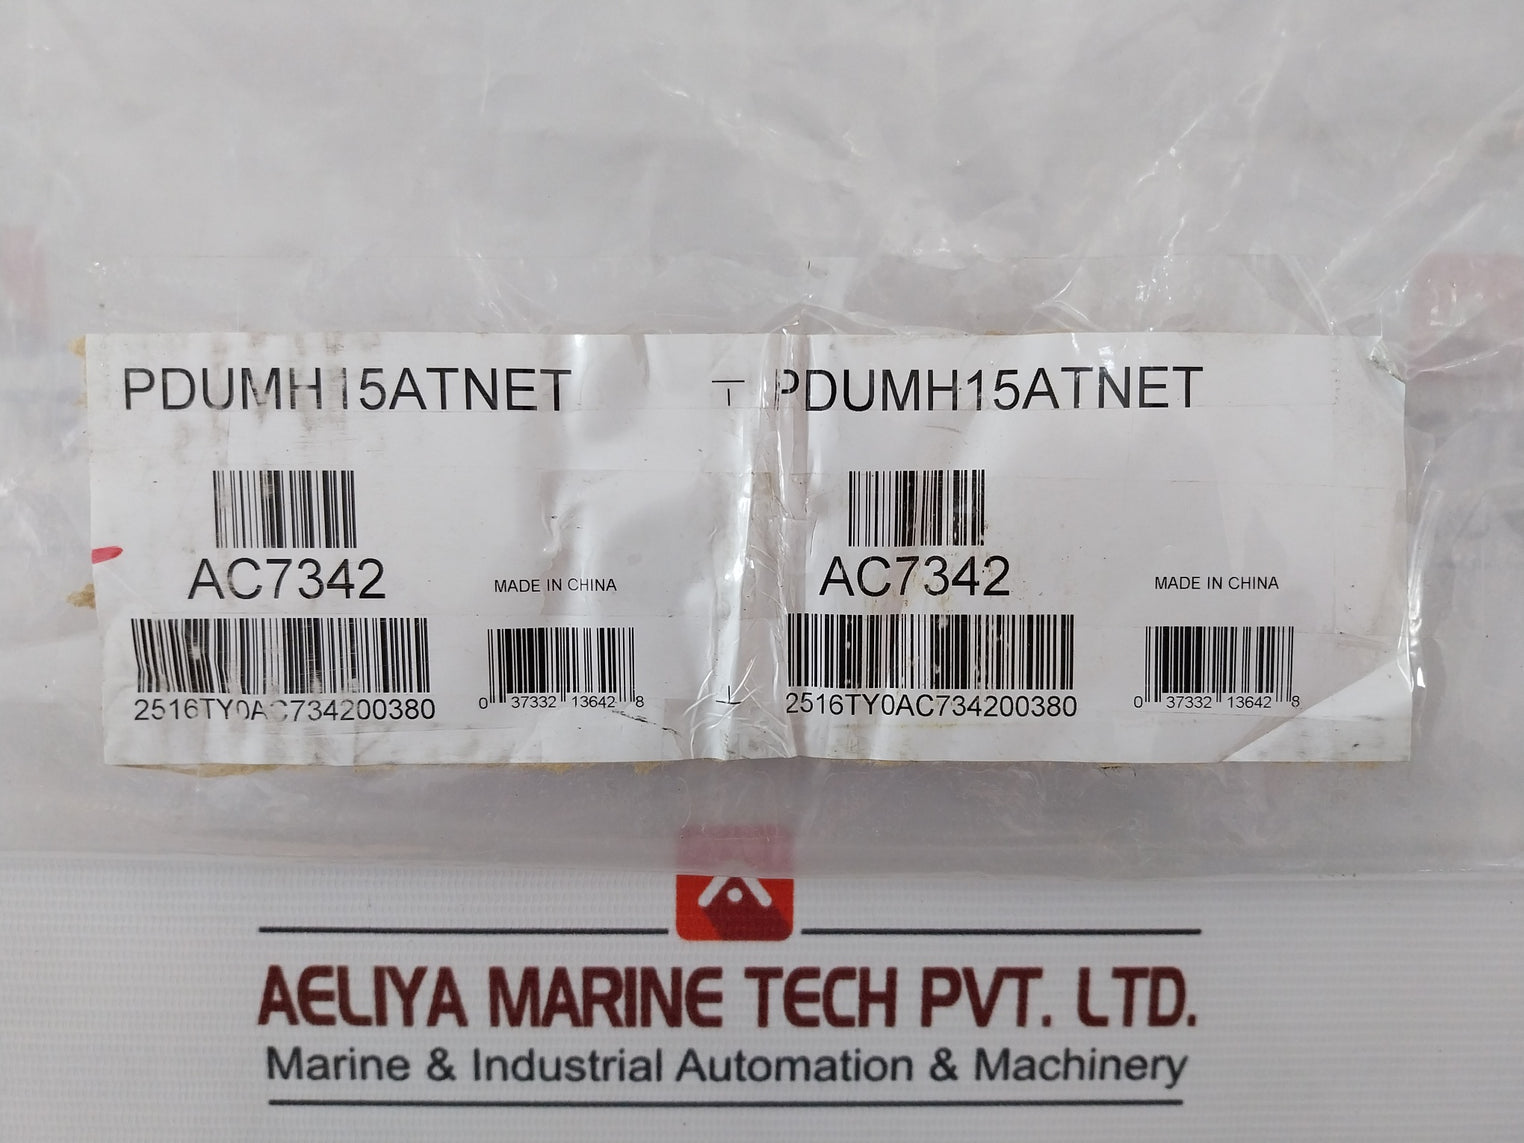 PDUMH15ATNET
AC7342
MADE IN CHINA
2516TY0AC734200380
0 37332 13642 8
PDUMH15ATNET
AC7342
MADE IN CHINA
2516TY0AC734200380
0 37332 13642 8
AELIYA MARINE TECH PVT. LTD.
Marine & Industrial Automation & Machinery